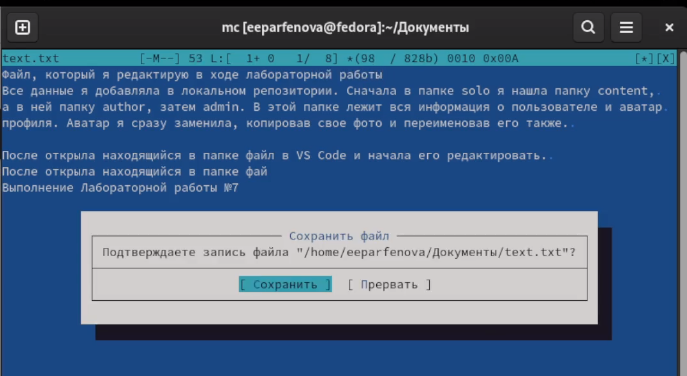 mc [eeparfenova@fedora]:~/Документы
text.txt [-M--] 53 L:[ 1+ 0 1/ 8] *(98 / 828b) 0010 0x00A [*][X]
Файл, который я редактирую в ходе лабораторной работы
Все данные я добавляла в локальном репозитории. Сначала в папке solo я нашла папку content,.
а в ней папку author, затем admin. В этой папке лежит вся информация о пользователе и аватар.
профиля. Аватар я сразу заменила, копировав свое фото и переименовав его также..
После открыла находящийся в папке файл в VS Code и начала его редактировать..
После открыла находящийся в папке фай
Выполнение Лабораторной работы №7
Сохранить файл
Подтверждаете запись файла "/home/eeparfenova/Документы/text.txt"?
[ Сохранить ] [ Прервать ]